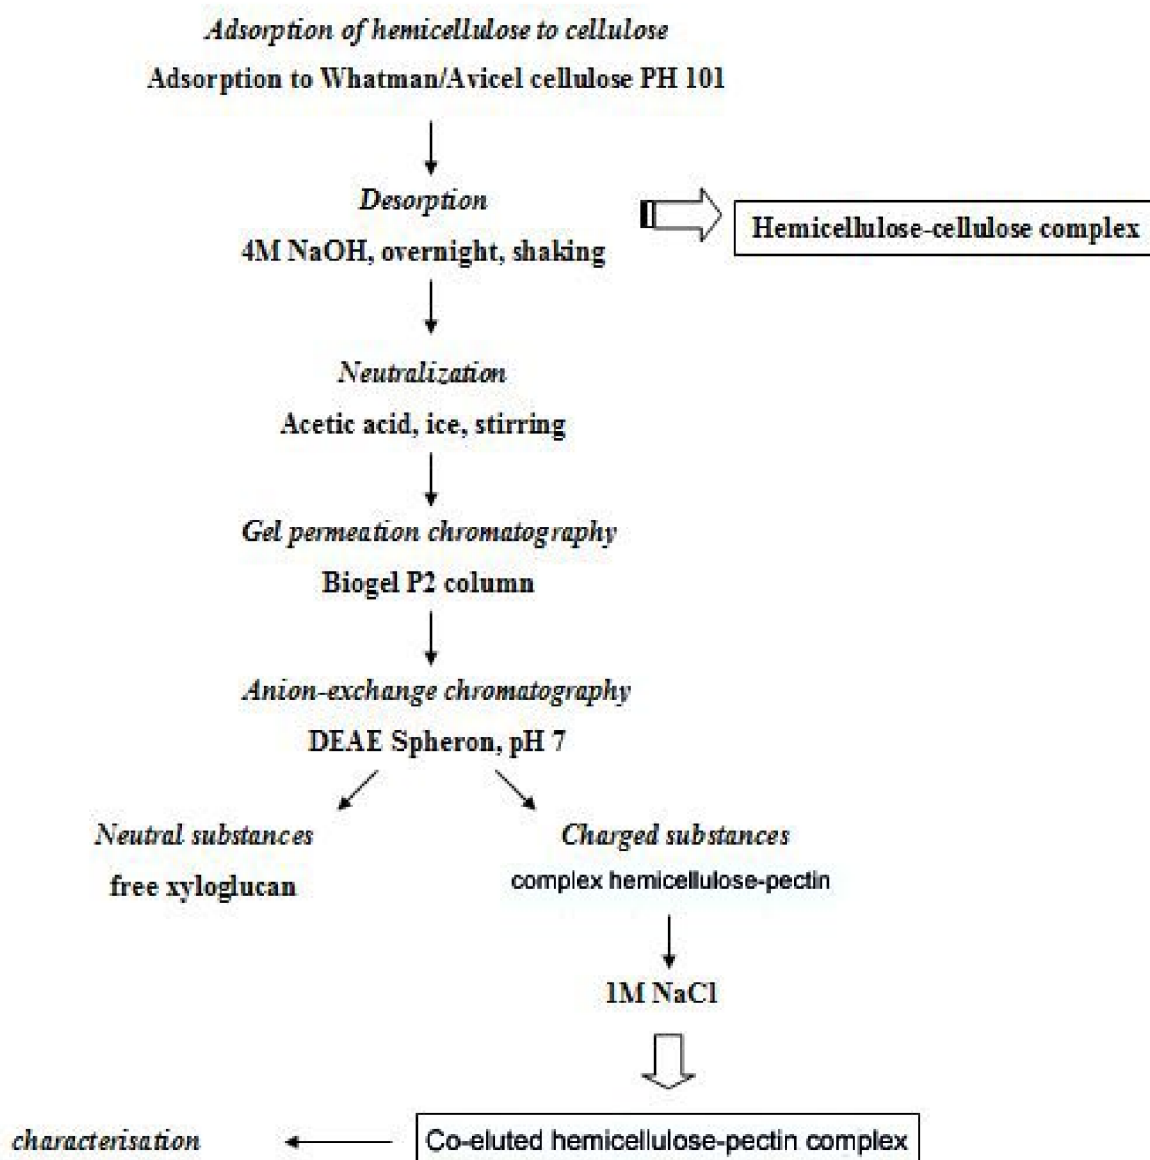 Adsorption of hemicellulose to cellulose
Adsorption to Whatman/Avicel cellulose PH 101
Desorption
4M NaOH, overnight, shaking
Hemicellulose-cellulose complex
Neutralization
Acetic acid, ice, stirring
Gel permeation chromatography
Biogel P2 column
Anion-exchange chromatography
DEAE Spheron, pH 7
Neutral substances
free xyloglucan
Charged substances
complex hemicellulose-pectin
1M NaCl
Co-eluted hemicellulose-pectin complex
characterisation